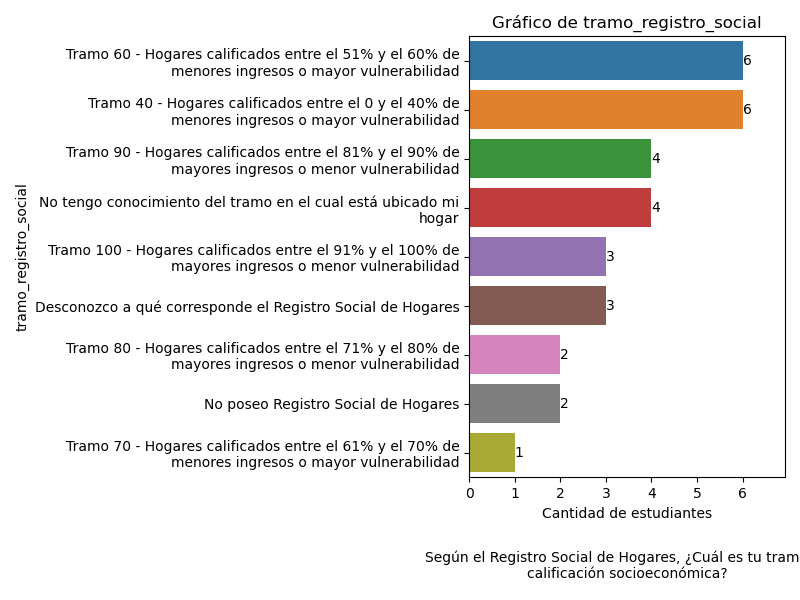 Gráfico de tramo_registro_social
tramo_registro_social
Tramo 60 - Hogares calificados entre el 51% y el 60% de
menores ingresos o mayor vulnerabilidad
6
Tramo 40 - Hogares calificados entre el 0 y el 40% de
menores ingresos o mayor vulnerabilidad
6
Tramo 90 - Hogares calificados entre el 81% y el 90% de
mayores ingresos o menor vulnerabilidad
4
No tengo conocimiento del tramo en el cual está ubicado mi
hogar
4
Tramo 100 - Hogares calificados entre el 91% y el 100% de
mayores ingresos o menor vulnerabilidad
3
Desconozco a qué corresponde el Registro Social de Hogares
3
Tramo 80 - Hogares calificados entre el 71% y el 80% de
mayores ingresos o menor vulnerabilidad
2
No poseo Registro Social de Hogares
2
Tramo 70 - Hogares calificados entre el 61% y el 70% de
menores ingresos o mayor vulnerabilidad
1
0 1 2 3 4 5 6
Cantidad de estudiantes
Según el Registro Social de Hogares, ¿Cuál es tu tram
calificación socioeconómica?